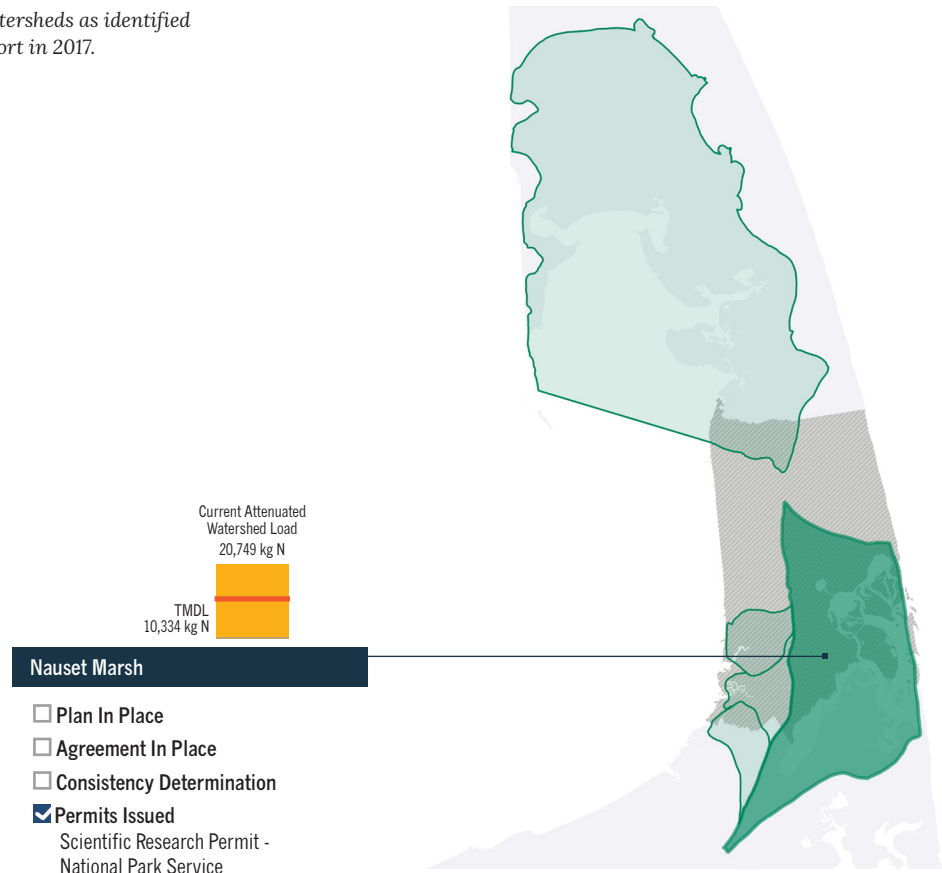 tersheds as identified
ort in 2017.
Current Attenuated
Watershed Load
20,749 kg N
TMDL
10,334 kg N
Nauset Marsh
Plan In Place
Agreement In Place
Consistency Determination
Permits Issued
Scientific Research Permit -
National Park Service